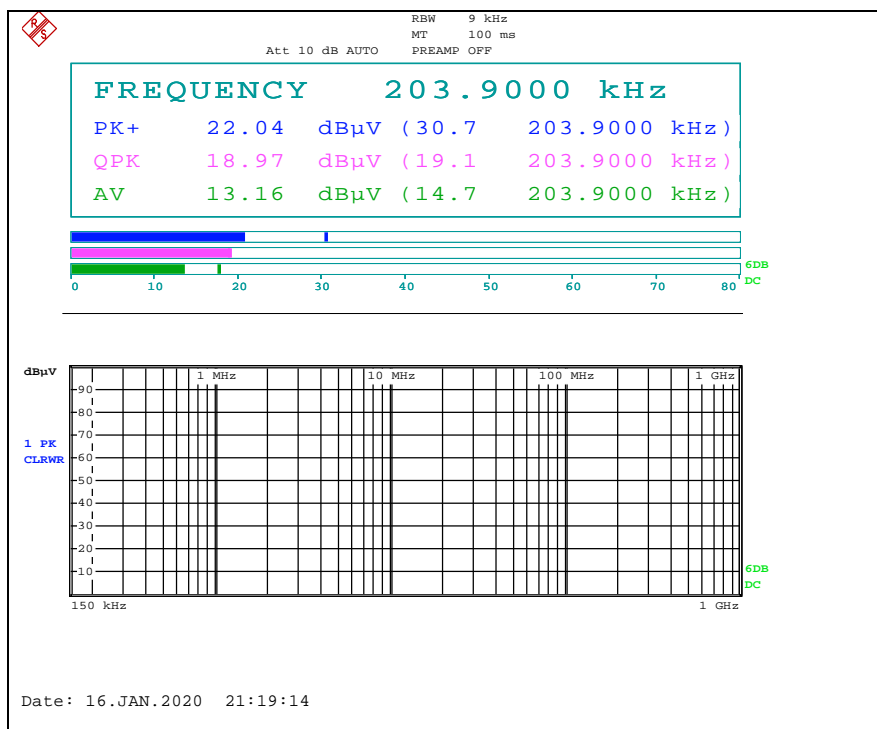 R S
RBW 9 kHz
MT 100 ms
Att 10 dB AUTO PREAMP OFF
FREQUENCY 203.9000 kHz
PK+ 22.04 dBµV (30.7 203.9000 kHz)
QPK 18.97 dBµV (19.1 203.9000 kHz)
AV 13.16 dBµV (14.7 203.9000 kHz)
6DB
0 10 20 30 40 50 60 70 80 DC
dBµV
1 MHz 10 MHz 100 MHz 1 GHz
90
80
70
1 PK
CLRWR 60
50
40
30
20
10 6DB
DC
150 kHz 1 GHz
Date: 16.JAN.2020 21:19:14